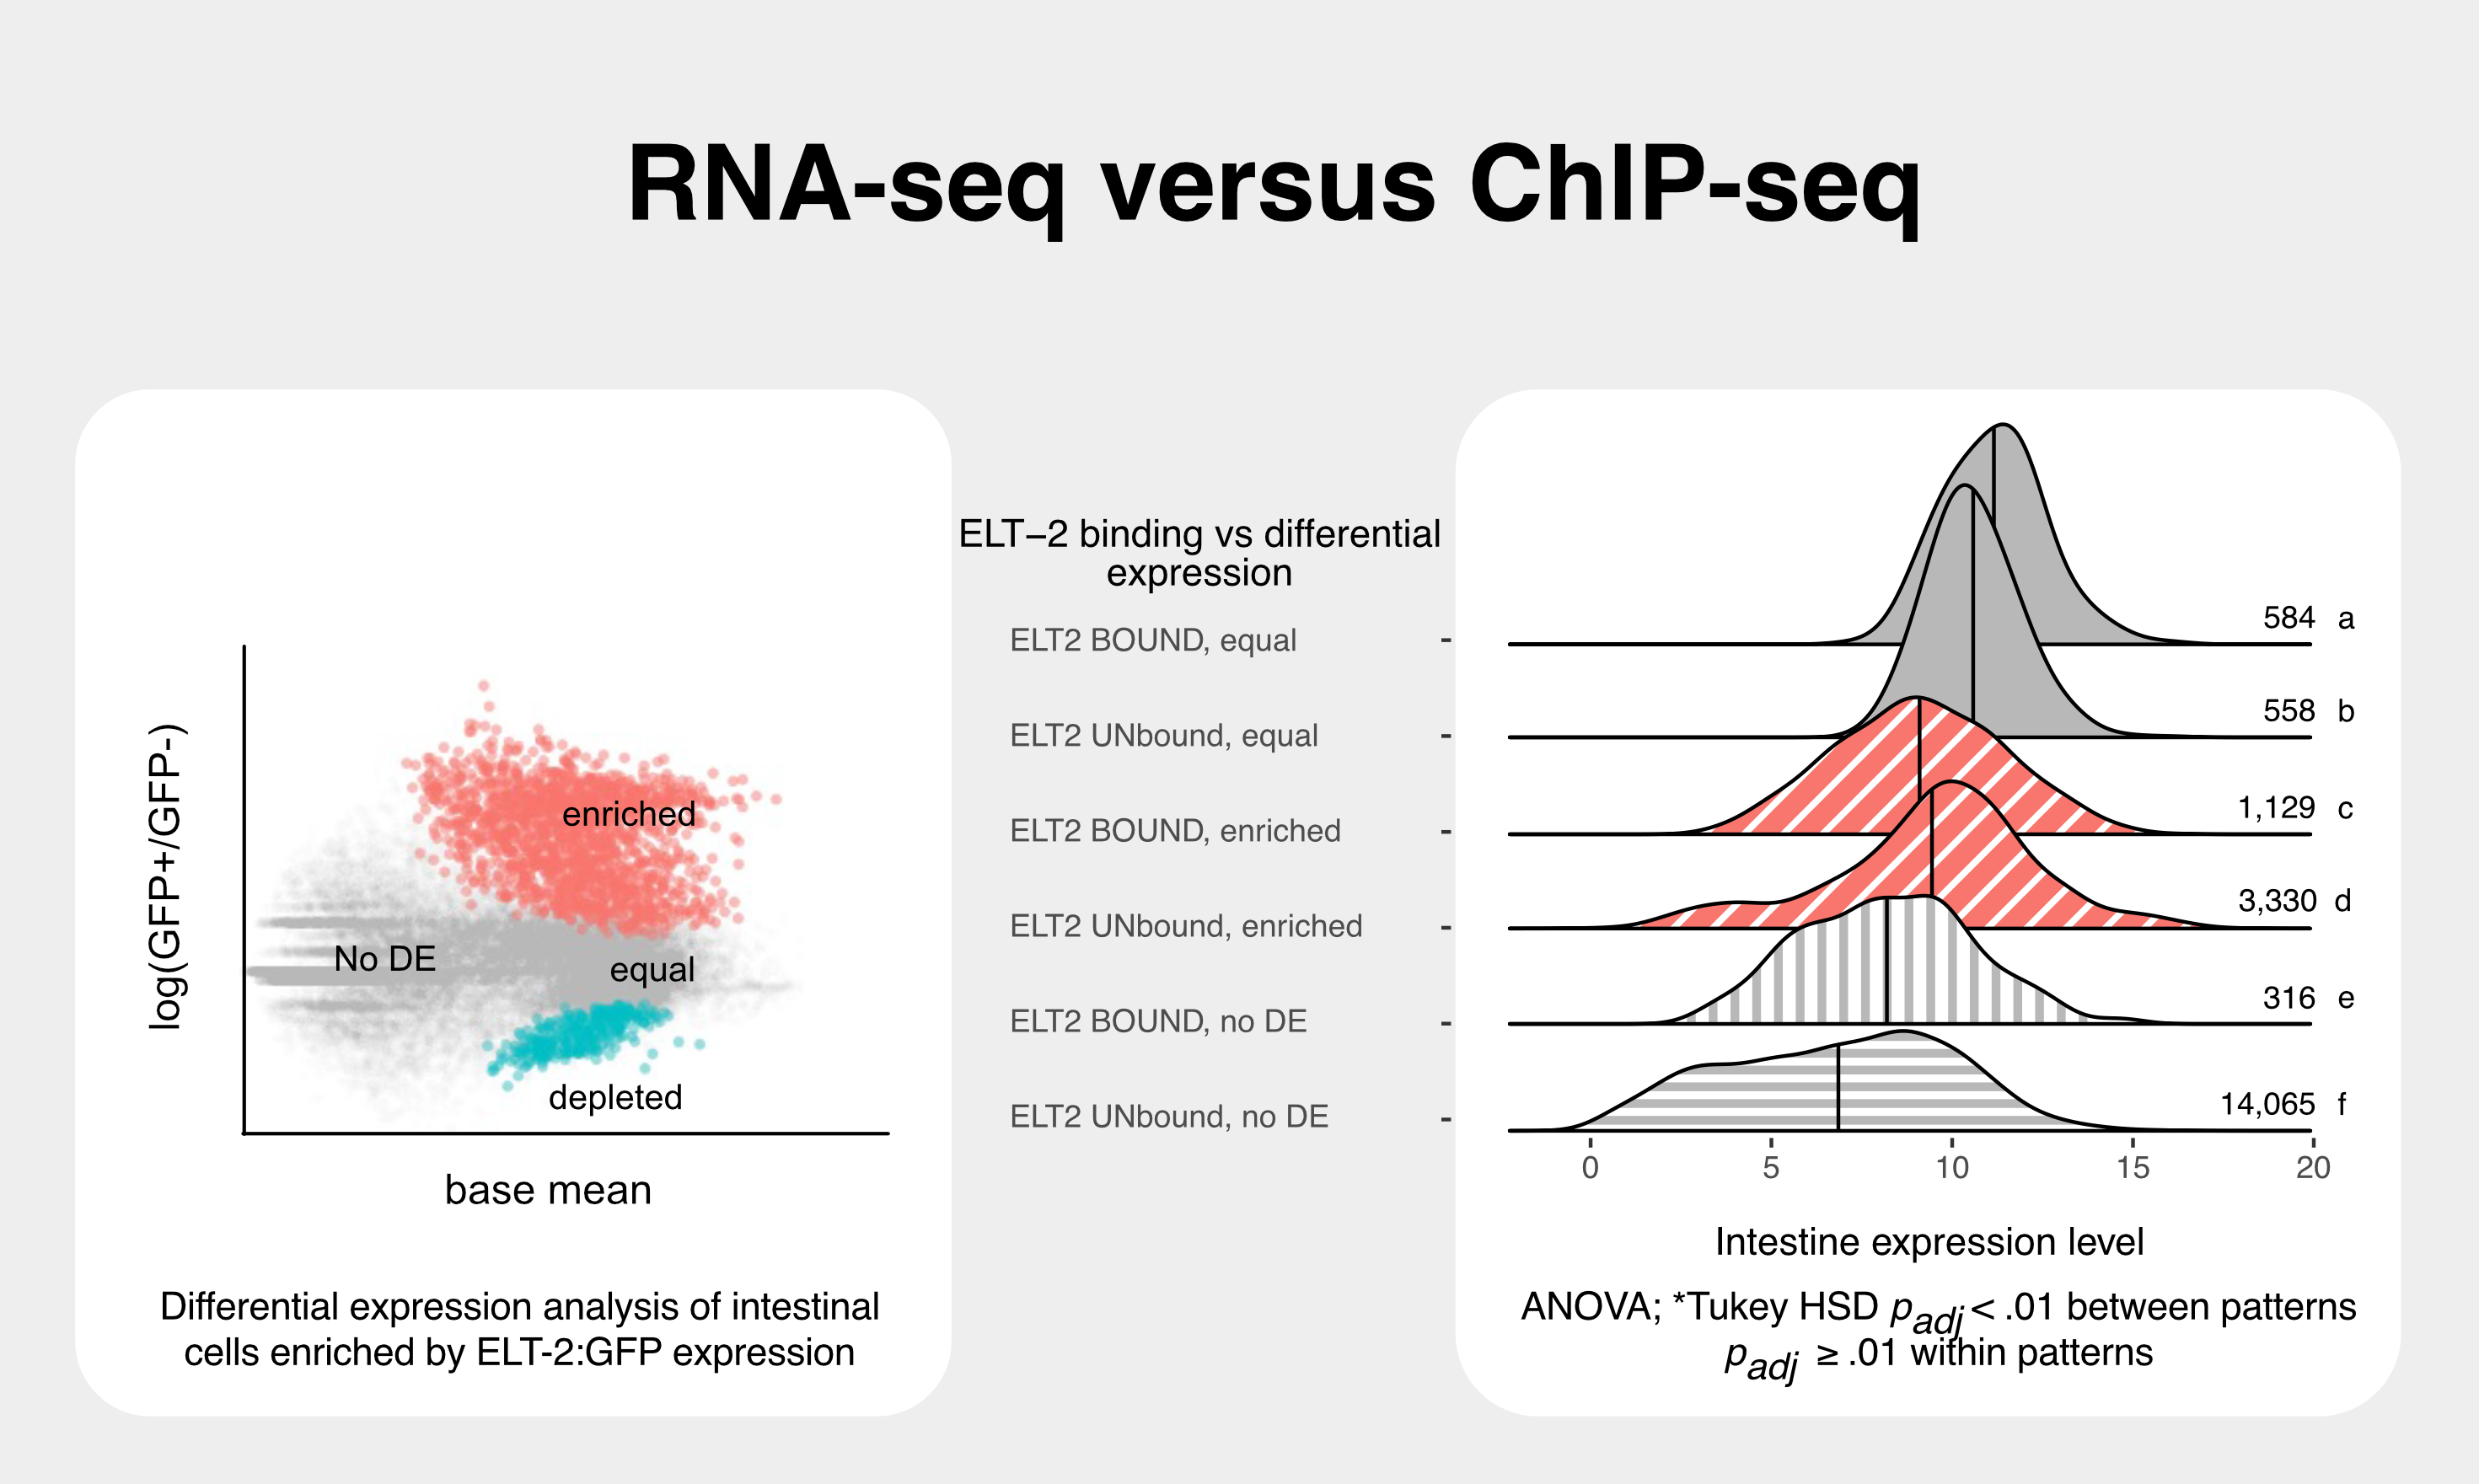 RNA-seq versus ChIP-seq
log(GFP+/GFP-)
enriched
No DE
equal
depleted
base mean
Differential expression analysis of intestinal
cells enriched by ELT-2:GFP expression
ELT–2 binding vs differential
expression
ELT2 BOUND, equal
ELT2 UNbound, equal
ELT2 BOUND, enriched
ELT2 UNbound, enriched
ELT2 BOUND, no DE
ELT2 UNbound, no DE
584 a
558 b
1,129 c
3,330 d
316 e
14,065 f
0 5 10 15 20
Intestine expression level
ANOVA; *Tukey HSD padj < .01 between patterns
padj ≥ .01 within patterns